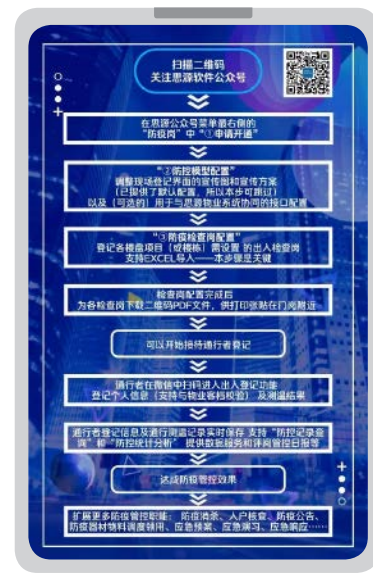 扫描二维码
关注思源软件公众号
在思源公众号菜单最右侧的
“防疫岗”中“①申请开通”
“②防控模型配置”
调整现场登记界面的宣传图和宣传方案
(已提供了默认配置，所以本步可跳过)
以及(可选的)用于与思源物业系统协同的接口配置
“③防疫检查岗配置”
登记各楼盘项目(或楼栋)需设置的出入检查岗
支持EXCEL导入——本步骤是关键
检查岗配置完成后
为各检查岗下载二维码PDF文件，供打印张贴在门岗附近
可以开始接待通行者登记
通行者在微信中扫码进入出入登记功能
登记个人信息(支持与物业客档校验)及测温结果
通行者登记信息及通行测温记录实时保存 支持“防控记录查
询”和“防控统计分析”提供数据服务和详尽管控日报等
达成防疫管控效果
扩展更多防疫管控职能：防疫消杀、入户核查、防疫公告、
防疫器材物料调度领用、应急预案、应急演习、应急响应……